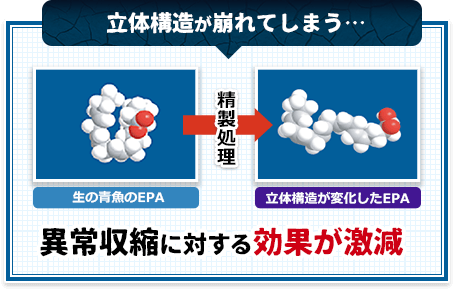 立体構造が崩れてしまう…
精製処理
生の青魚のEPA
立体構造が変化したEPA
異常収縮に対する効果が激減